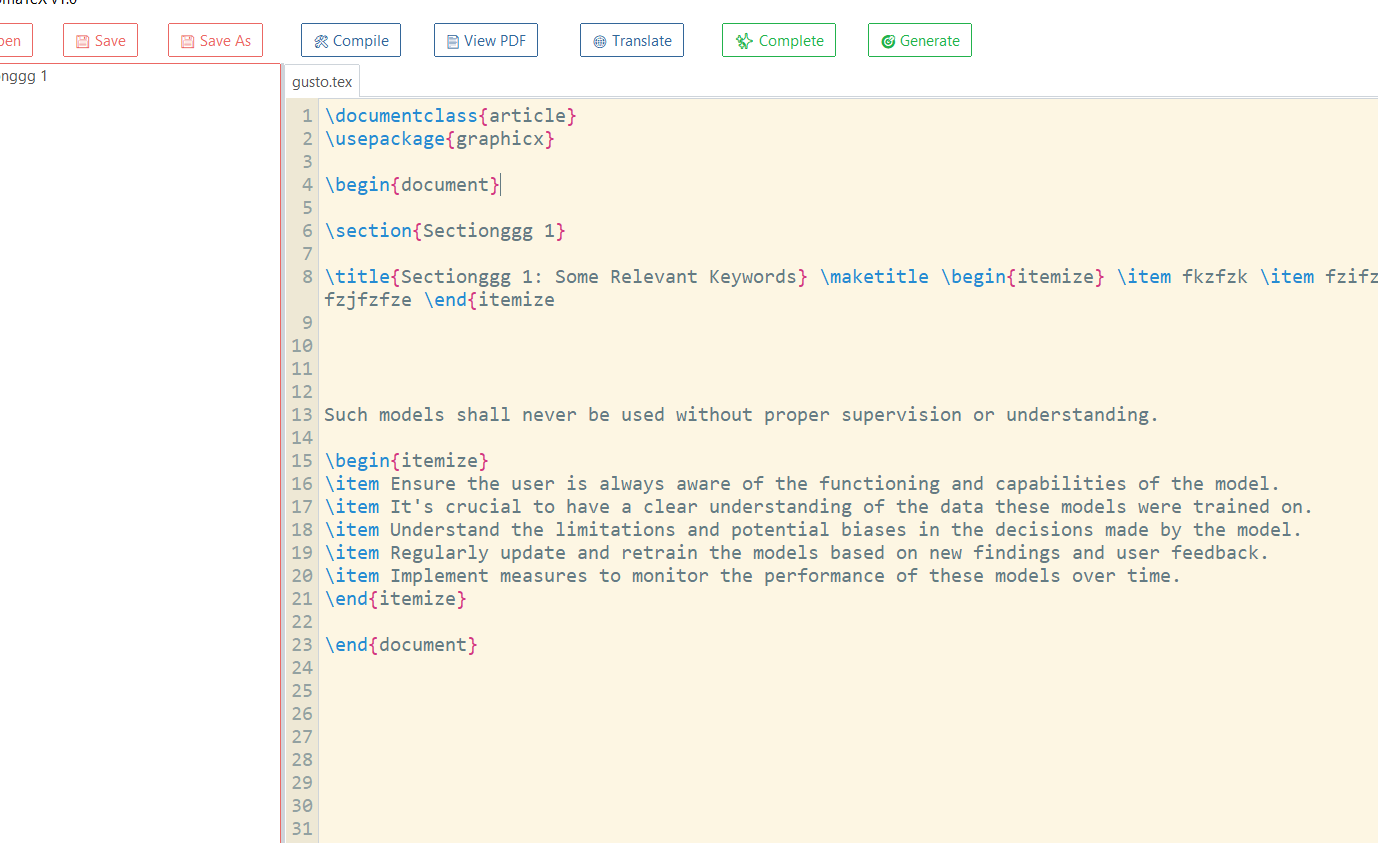 V1.0
Save
Save As
Compile
View PDF
Translate
Complete
Generate
1
gusto.tex
1 \documentclass{article}
2 \usepackage{graphicx}
3
4 \begin{document}
5
6 \section{Sectionggg 1}
7
8 \title{Sectionggg 1: Some Relevant Keywords} \maketitle \begin{itemize} \item fkzfzk \item fzifz
fzjfzfze \end{itemize
9
10
11
12
13 Such models shall never be used without proper supervision or understanding.
14
15 \begin{itemize}
16 \item Ensure the user is always aware of the functioning and capabilities of the model.
17 \item It's crucial to have a clear understanding of the data these models were trained on.
18 \item Understand the limitations and potential biases in the decisions made by the model.
19 \item Regularly update and retrain the models based on new findings and user feedback.
20 \item Implement measures to monitor the performance of these models over time.
21 \end{itemize}
22
23 \end{document}
24
25
26
27
28
29
30
31